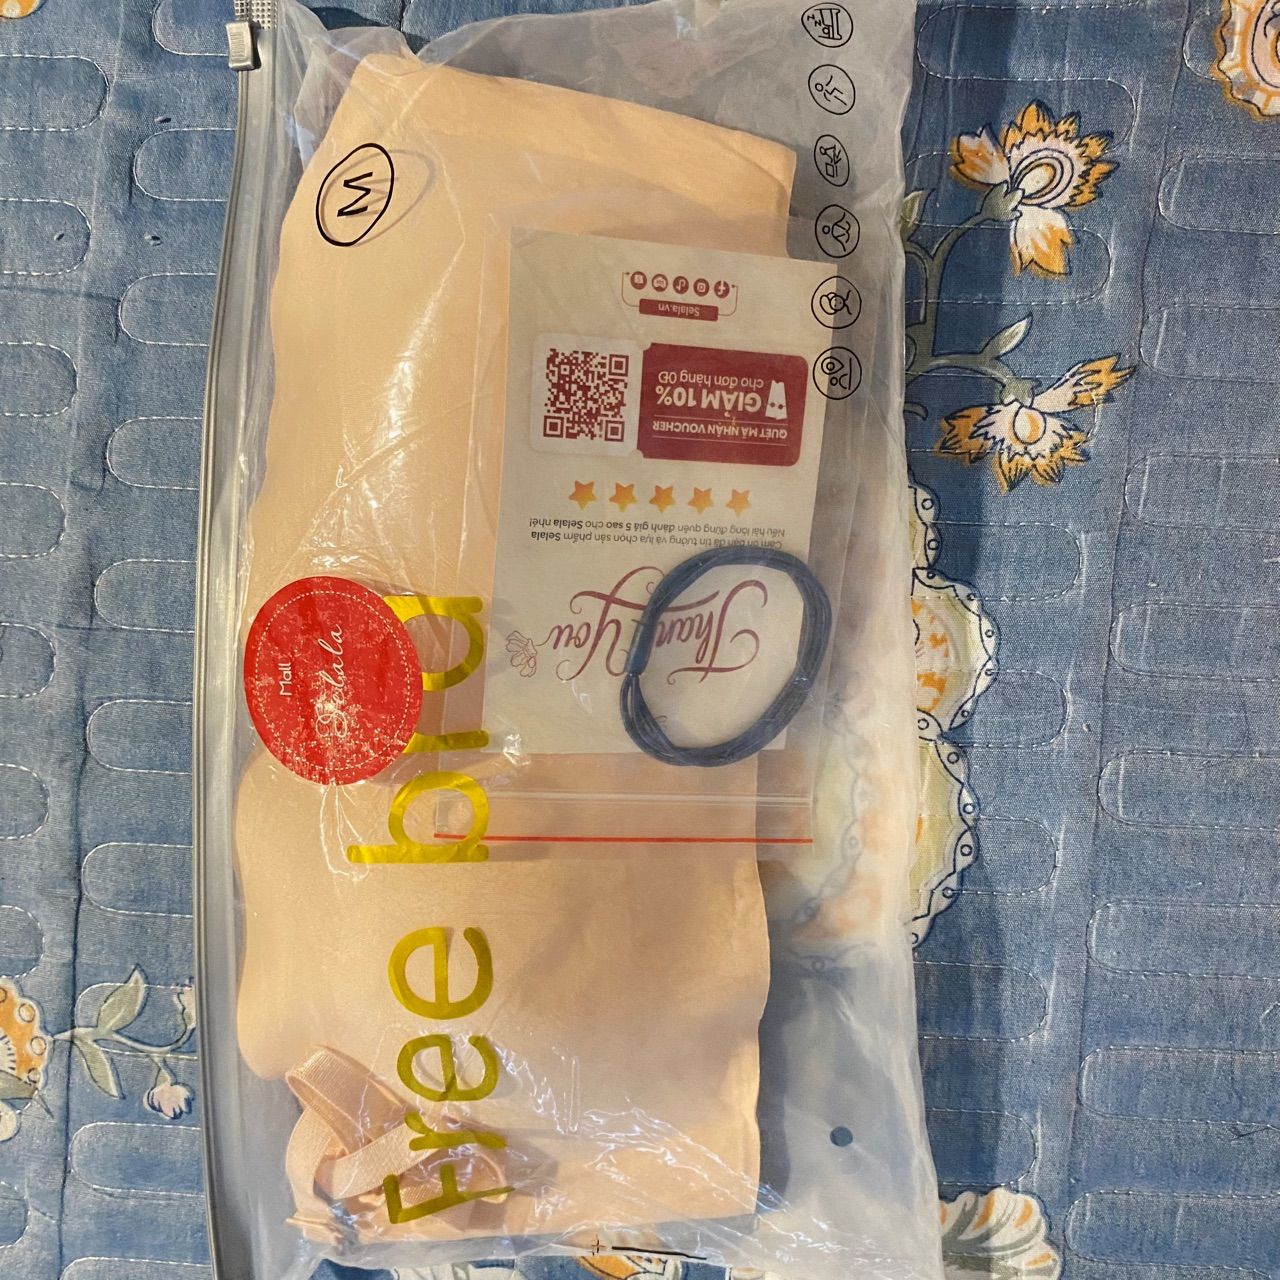 M
Free bird
Mall
Selala
Thank You
Cảm ơn bạn đã tin tưởng và lựa chọn sản phẩm Selala
Nếu hài lòng đừng quên đánh giá 5 sao cho Selala nhé!
QUÉT MÃ NHẬN VOUCHER
GIẢM 10%
cho đơn hàng 0Đ
Selala.vn